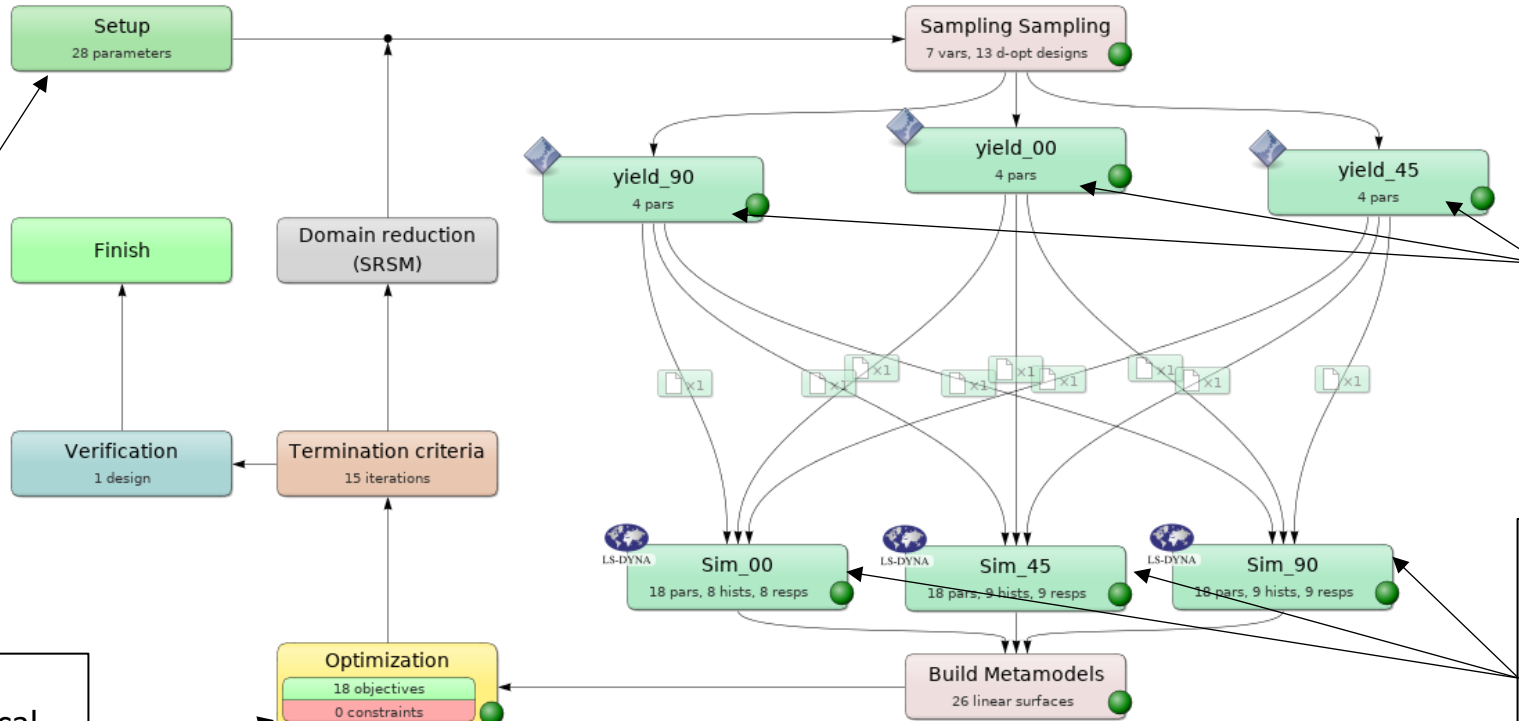 Setup
28 parameters
Sampling Sampling
7 vars, 13 d-opt designs
yield_90
4 pars
yield_00
4 pars
yield_45
4 pars
Finish
Domain reduction
(SRSM)
×1
×1
×1
×1
×1
×1
×1
×1
×1
Verification
1 design
Termination criteria
15 iterations
LS-DYNA
Sim_00
18 pars, 8 hists, 8 resps
LS-DYNA
Sim_45
18 pars, 9 hists, 9 resps
LS-DYNA
Sim_90
18 pars, 9 hists, 9 resps
Optimization
18 objectives
0 constraints
Build Metamodels
26 linear surfaces